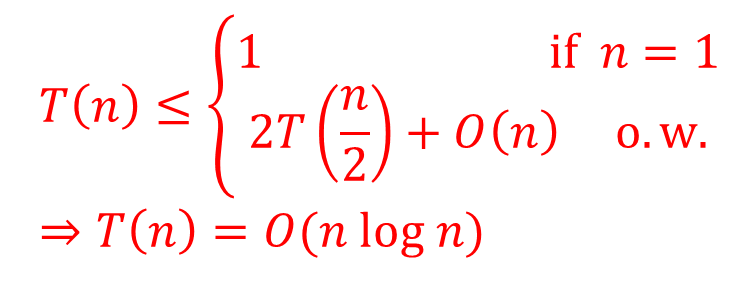 T(n) ≤ { 1 if n = 1
2T(n/2) + O(n) o.w.
⇒ T(n) = O(n log n)